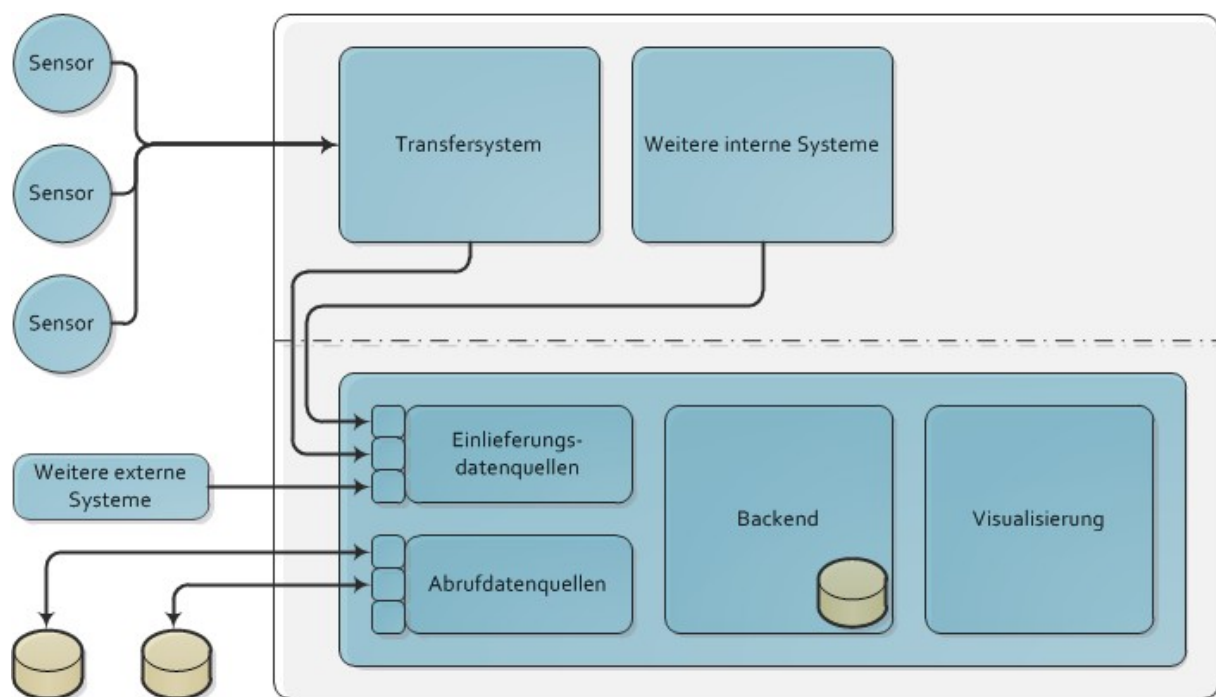 Sensor
Transfersystem
Weitere interne Systeme
Sensor
Sensor
Einlieferungs-
datenquellen
Weitere externe
Systeme
Backend
Visualisierung
Abrufdatenquellen